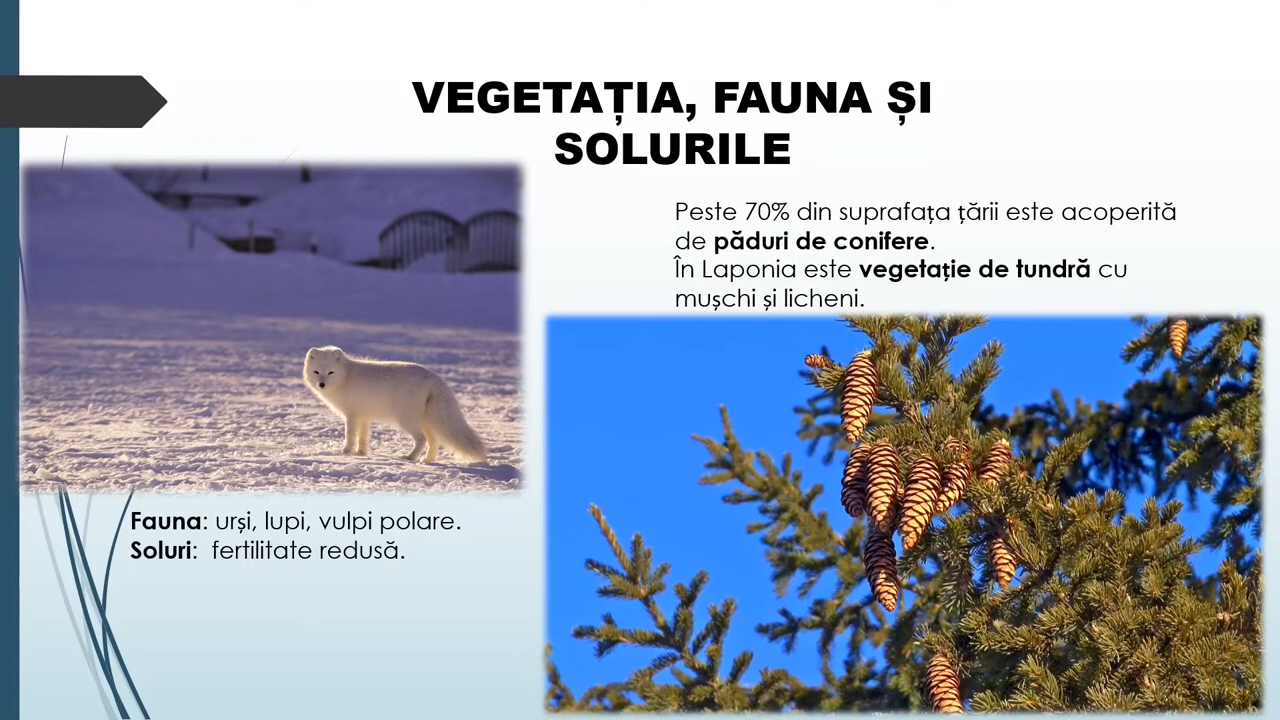 VEGETAȚIA, FAUNA ȘI
SOLURILE
Peste 70% din suprafața țării este acoperită
de păduri de conifere.
În Laponia este vegetație de tundră cu
mușchi și licheni.
Fauna: urși, lupi, vulpi polare.
Soluri:  fertilitate redusă.